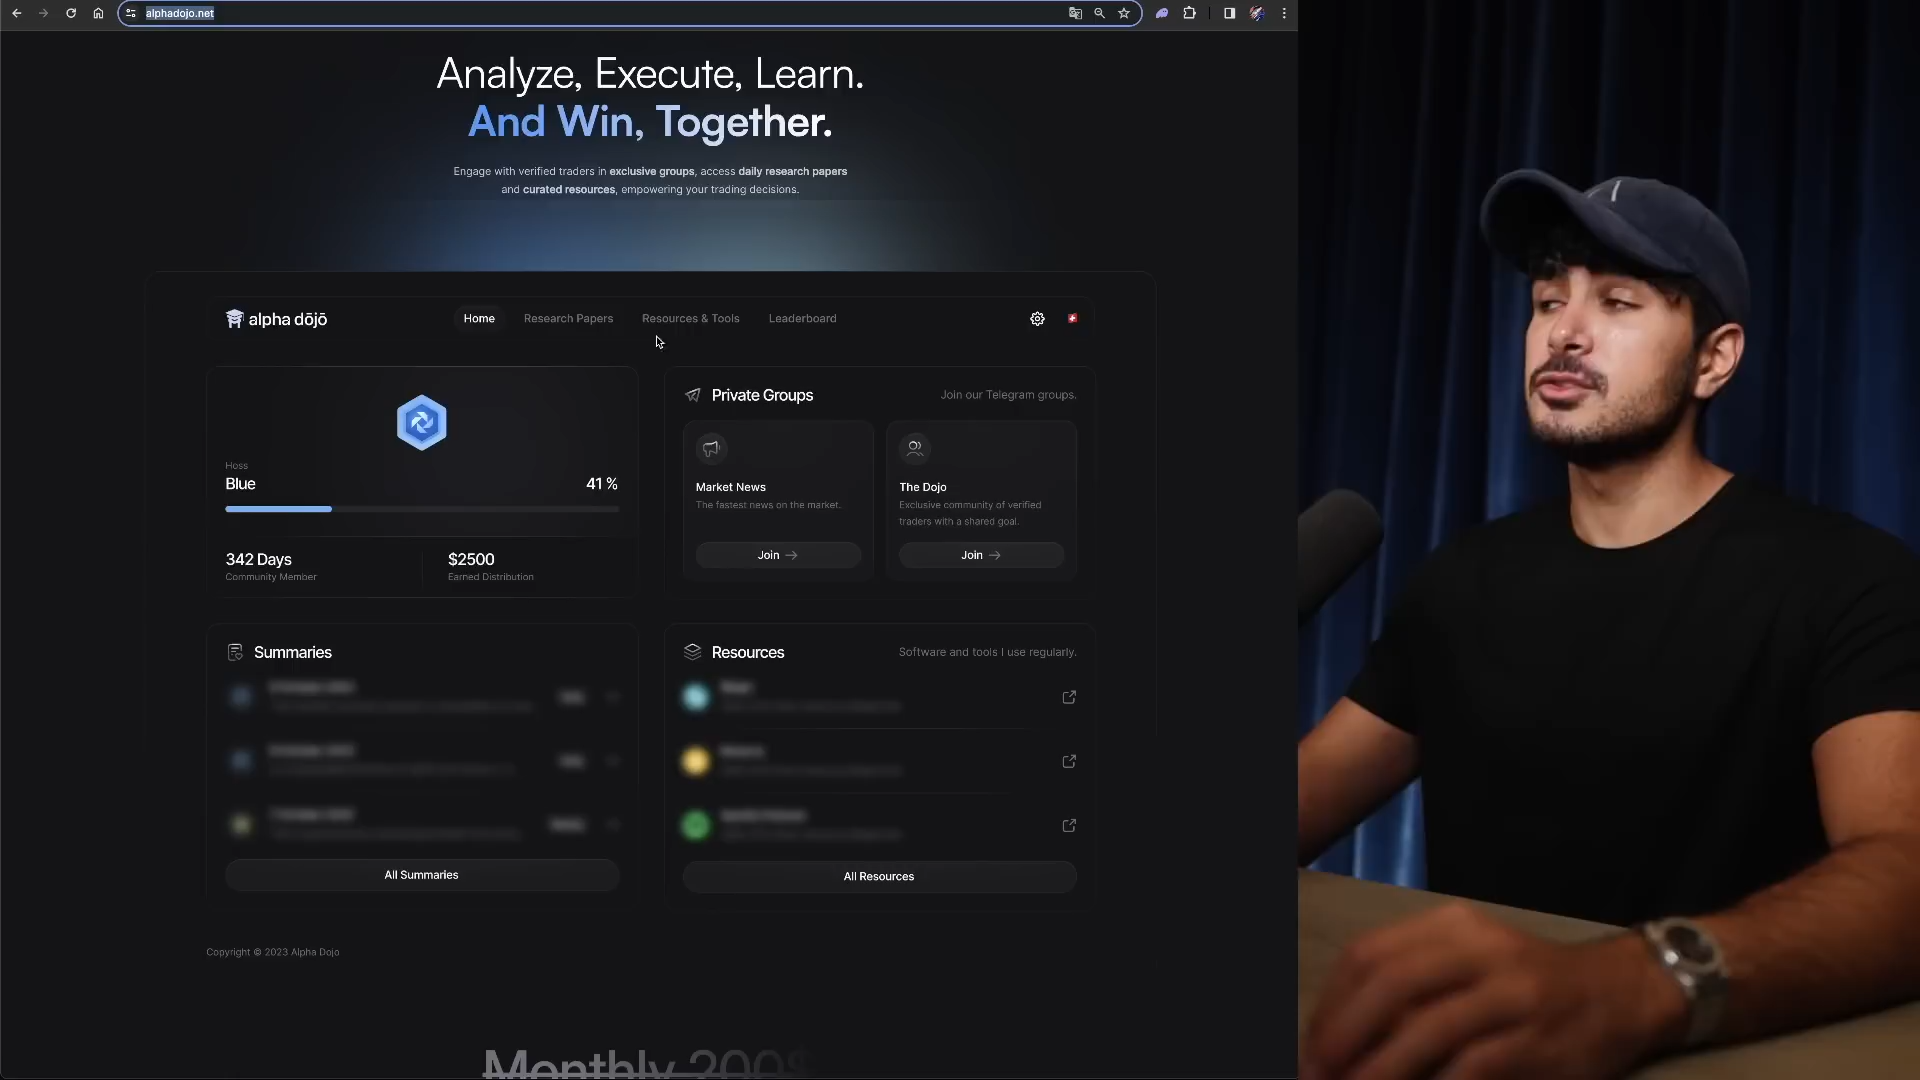 alphadojo.net
Analyze, Execute, Learn.
And Win, Together.
Engage with verified traders in exclusive groups, access daily research papers
and curated resources, empowering your trading decisions.
alpha dōjō
Home
Research Papers
Resources & Tools
Leaderboard
Hoss
Blue
41 %
342 Days
Community Member
$2500
Earned Distribution
Private Groups
Join our Telegram groups.
Market News
The fastest news on the market.
Join
The Dojo
Exclusive community of verified
traders with a shared goal.
Join
Summaries
All Summaries
Resources
Software and tools I use regularly.
All Resources
Copyright © 2023 Alpha Dojo
Monthly 200$